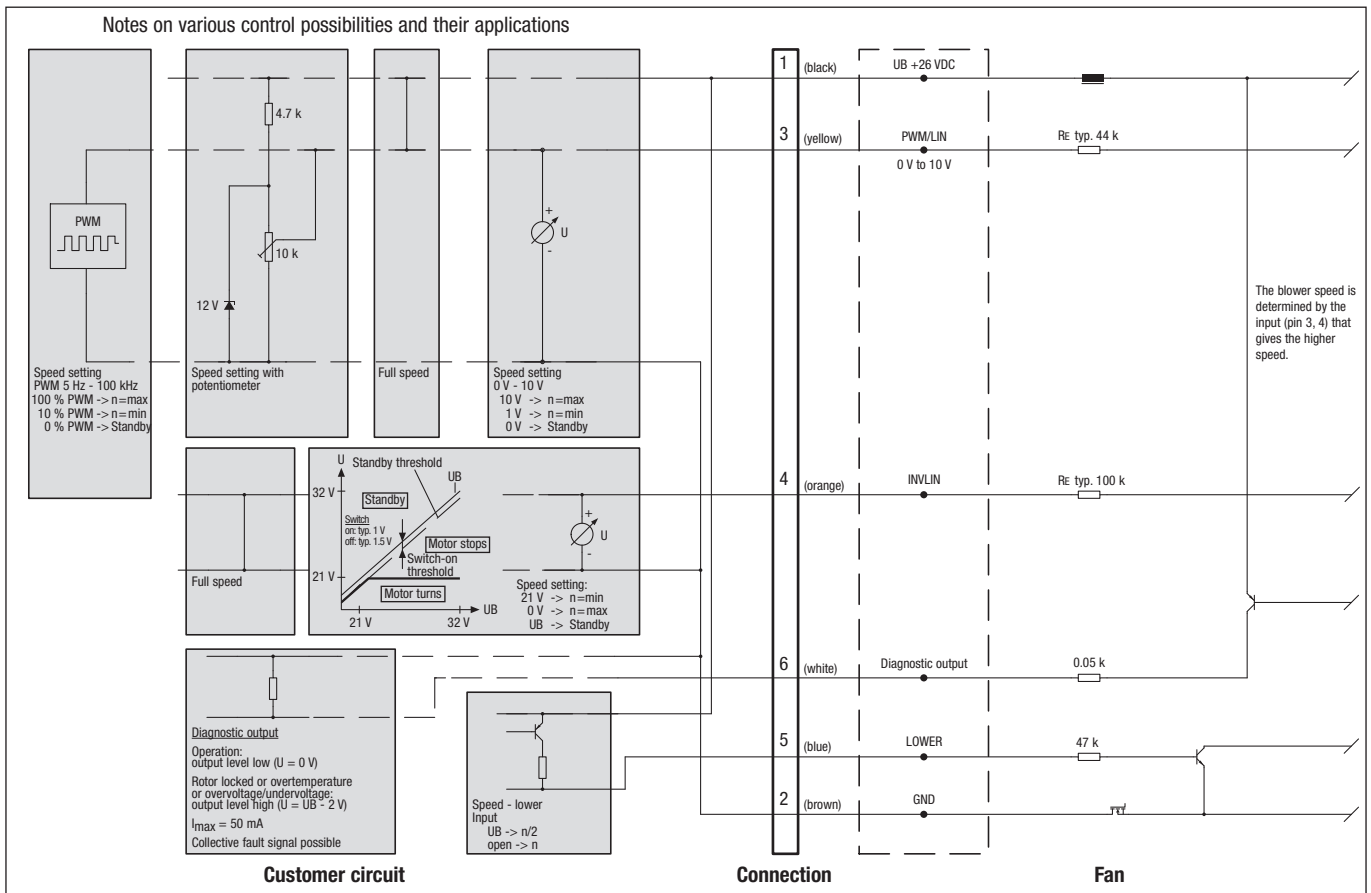 Notes on various control possibilities and their applications
PWM
Speed setting
PWM 5 Hz - 100 kHz
100 % PWM -> n=max
10 % PWM -> n=min
0 % PWM -> Standby
4.7 k
10 k
12 V
Speed setting with
potentiometer
Full speed
+
U
-
Speed setting
0 V - 10 V
10 V -> n=max
1 V -> n=min
0 V -> Standby
Full speed
U
Standby threshold
UB
32 V
Standby
Switch
on: typ. 1 V
off: typ. 1.5 V
Motor stops
Switch-on
threshold
21 V
Motor turns
UB
21 V
32 V
+
U
-
Speed setting:
21 V -> n=min
0 V -> n=max
UB -> Standby
Diagnostic output
Operation:
output level low (U = 0 V)
Rotor locked or overtemperature
or overvoltage/undervoltage:
output level high (U = UB - 2 V)
Imax = 50 mA
Collective fault signal possible
Speed - lower
Input
UB -> n/2
open -> n
1 (black) UB +26 VDC
3 (yellow) PWM/LIN RE typ. 44 k
0 V to 10 V
The blower speed is
determined by the
input (pin 3, 4) that
gives the higher
speed.
4 (orange) INVLIN RE typ. 100 k
6 (white) Diagnostic output 0.05 k
5 (blue) LOWER 47 k
2 (brown) GND
Customer circuit
Connection
Fan